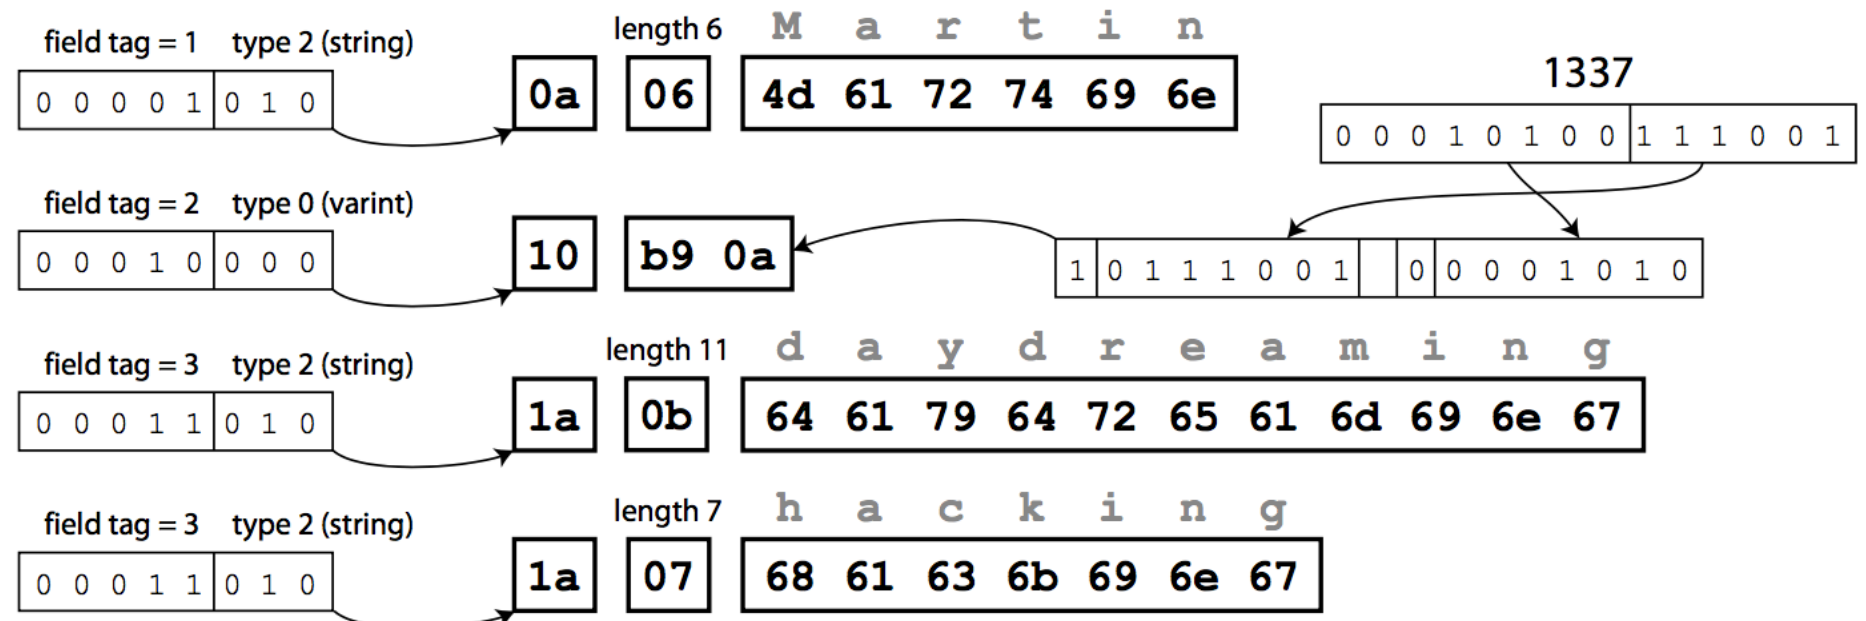 length 6 M a r t i n
field tag = 1 type 2 (string)
0 0 0 0 1 0 1 0 0a 06 4d 61 72 74 69 6e
1337
0 0 0 1 0 1 0 0 1 1 1 0 0 1
field tag = 2 type 0 (varint)
0 0 0 1 0 0 0 0 10 b9 0a 1 0 1 1 1 0 0 1 0 0 0 0 1 0 1 0
length 11 d a y d r e a m i n g
field tag = 3 type 2 (string)
0 0 0 1 1 0 1 0 1a 0b 64 61 79 64 72 65 61 6d 69 6e 67
length 7 h a c k i n g
field tag = 3 type 2 (string)
0 0 0 1 1 0 1 0 1a 07 68 61 63 6b 69 6e 67